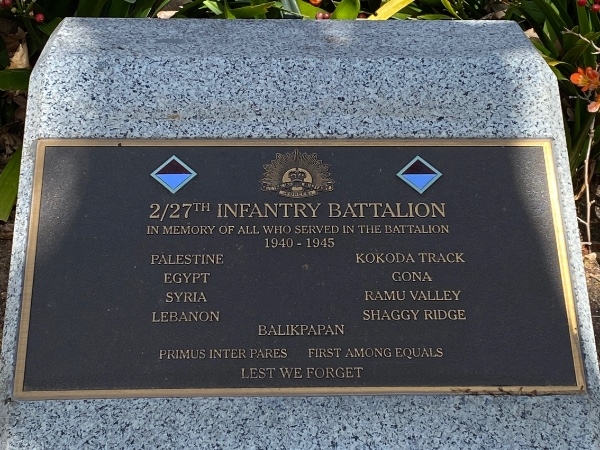 2/27TH INFANTRY BATTALION
IN MEMORY OF ALL WHO SERVED IN THE BATTALION
1940 - 1945
PALESTINE KOKODA TRACK
EGYPT GONA
SYRIA RAMU VALLEY
LEBANON SHAGGY RIDGE
BALIKPAPAN
PRIMUS INTER PARES FIRST AMONG EQUALS
LEST WE FORGET